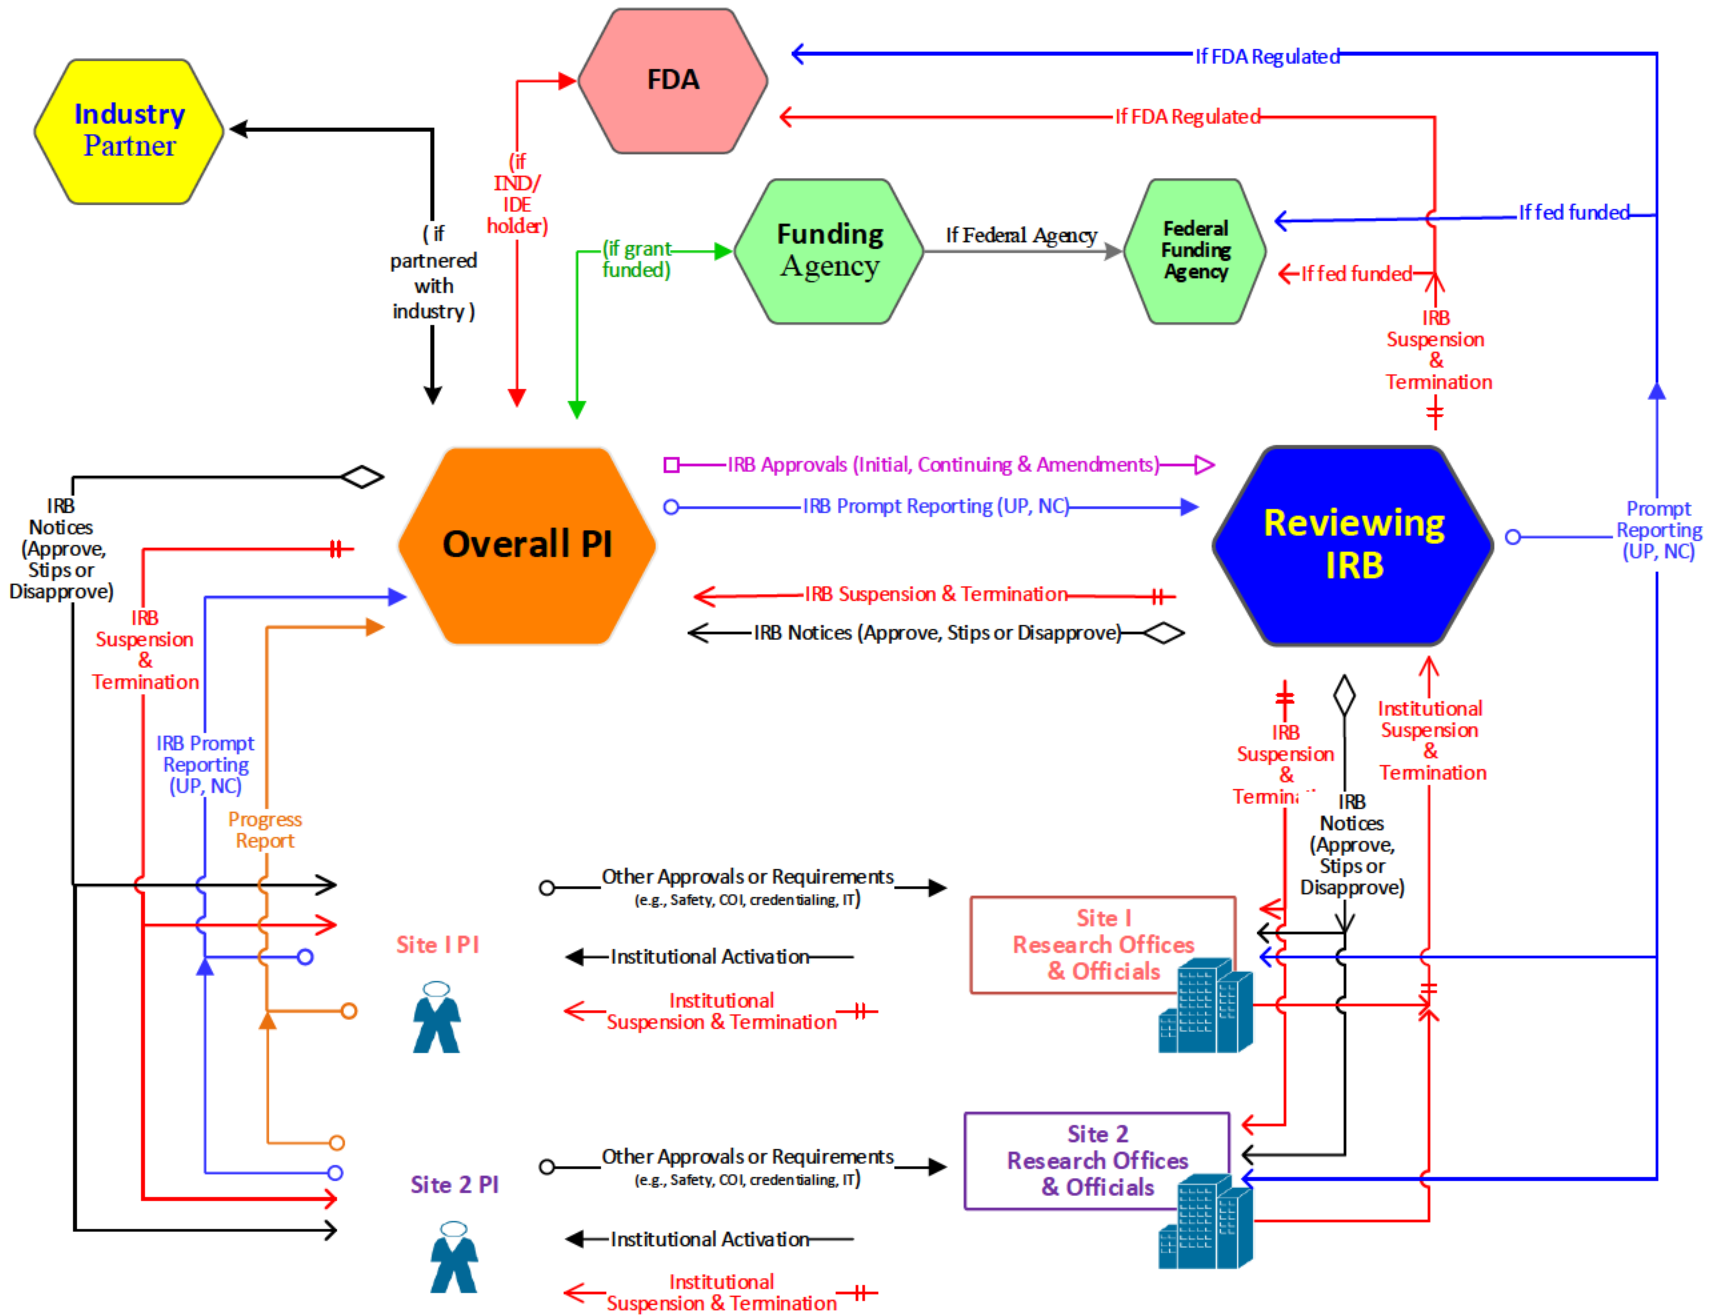 FDA
If FDA Regulated
Industry
Partner
If FDA Regulated
(if
IND/
IDE
holder)
( if
partnered
with
industry )
(if grant
funded)
Funding
Agency
If Federal Agency
Federal
Funding
Agency
If fed funded
If fed funded
IRB
Suspension
&
Termination
IRB Approvals (Initial, Continuing & Amendments)
IRB Prompt Reporting (UP, NC)
Overall PI
Reviewing
IRB
Prompt
Reporting
(UP, NC)
IRB Suspension & Termination
IRB Notices (Approve, Stips or Disapprove)
IRB
Notices
(Approve,
Stips or
Disapprove)
IRB
Suspension
&
Termination
IRB Prompt
Reporting
(UP, NC)
Progress
Report
IRB
Suspension
&
IRB
Notices
(Approve,
Stips or
Disapprove)
Institutional
Suspension
&
Termination
Other Approvals or Requirements
(e.g., Safety, COI, credentialing, IT)
Site I PI
Institutional Activation
Institutional
Suspension & Termination
Site I
Research Offices
& Officials
Other Approvals or Requirements
(e.g., Safety, COI, credentialing, IT)
Site 2 PI
Institutional Activation
Institutional
Suspension & Termination
Site 2
Research Offices
& Officials